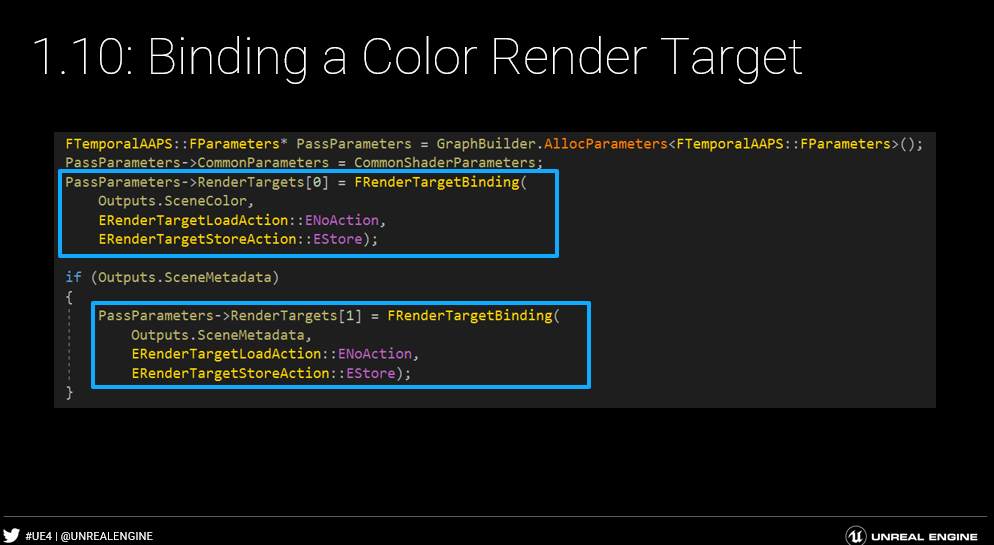 1.10: Binding a Color Render Target
FTemporalAAPS::FParameters* PassParameters = GraphBuilder.AllocParameters<FTemporalAAPS::FParameters>();
PassParameters->CommonParameters = CommonShaderParameters;
PassParameters->RenderTargets[0] = FRenderTargetBinding(
Outputs.SceneColor,
ERenderTargetLoadAction::ENoAction,
ERenderTargetStoreAction::EStore);
if (Outputs.SceneMetadata)
{
PassParameters->RenderTargets[1] = FRenderTargetBinding(
Outputs.SceneMetadata,
ERenderTargetLoadAction::ENoAction,
ERenderTargetStoreAction::EStore);
}
#UE4 | @UNREALENGINE
UNREAL ENGINE